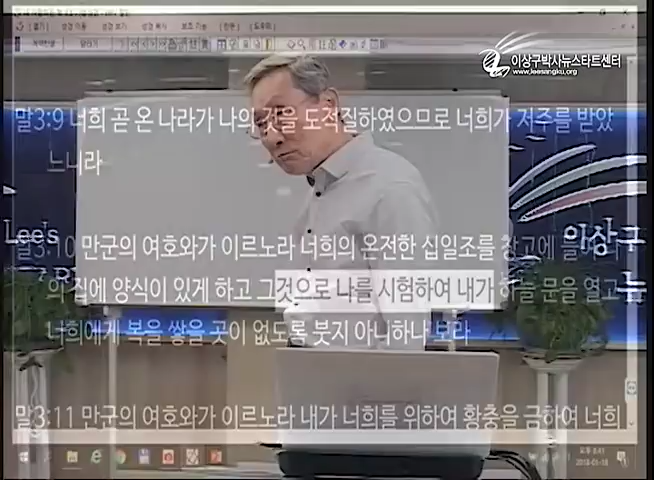 이상구박사뉴스타트센터
www.leesangku.org
말3:9 너희 곧 온 나라가 나의 것을 도적질하였으므로 너희가 저주를 받았
느니라
Lee's
이상구
말3:10 만군의 여호와가 이르노라 너희의 온전한 십일조를 창고에 들여
의 집에 양식이 있게 하고 그것으로 나를 시험하여 내가 하늘 문을 열고
너희에게 복을 쌓을 곳이 없도록 붓지 아니하나 보라
뉴
말3:11 만군의 여호와가 이르노라 내가 너희를 위하여 황충을 금하여 너희
2018-01-18